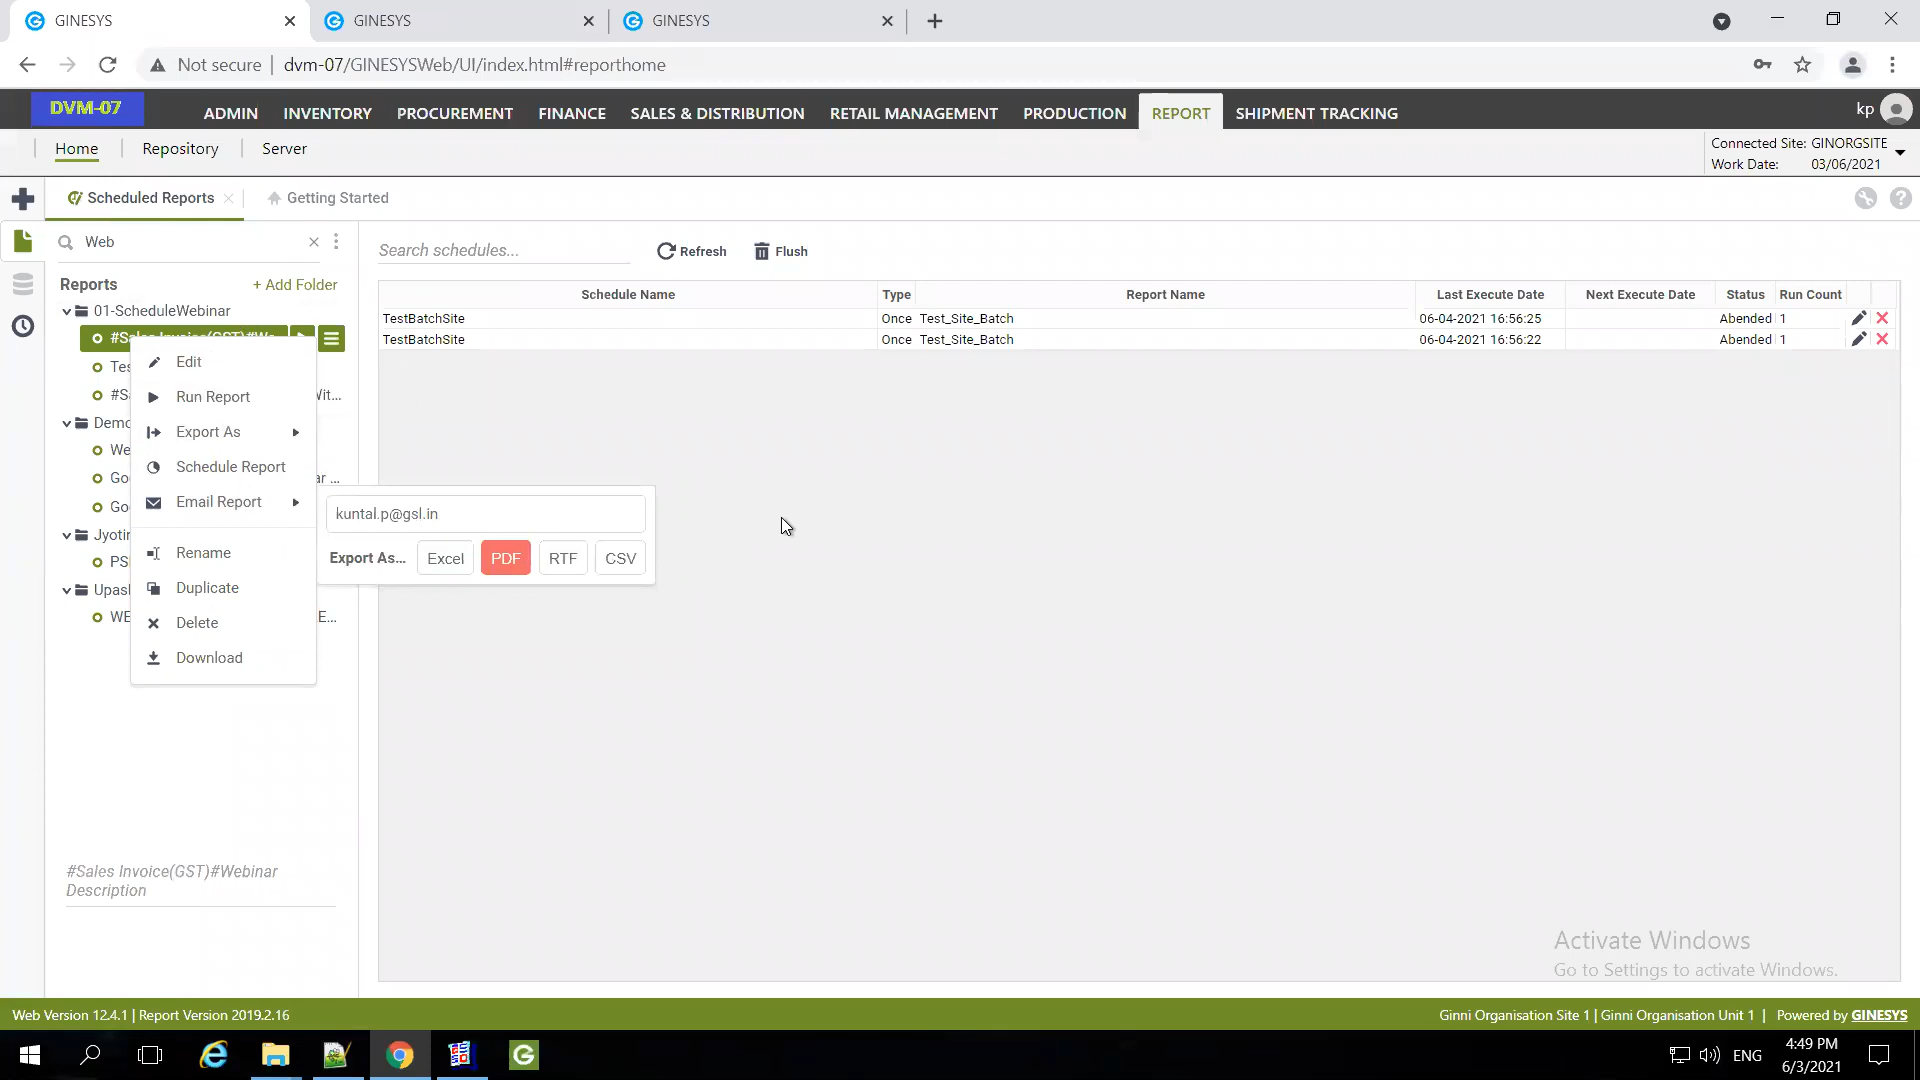 GINESYS
GINESYS
GINESYS
Not secure | dvm-07/GINESYSWeb/UI/index.html#reporthome
DVM-07 ADMIN INVENTORY PROCUREMENT FINANCE SALES & DISTRIBUTION RETAIL MANAGEMENT PRODUCTION REPORT SHIPMENT TRACKING kp
Home Repository Server
Connected Site: GINORGSITE
Work Date: 03/06/2021
Scheduled Reports Getting Started
Web
Search schedules... Refresh Flush
Reports + Add Folder
01-ScheduleWebinar
Schedule Name Type Report Name Last Execute Date Next Execute Date Status Run Count
TestBatchSite Once Test_Site_Batch 06-04-2021 16:56:25 Abended 1
TestBatchSite Once Test_Site_Batch 06-04-2021 16:56:22 Abended 1
Edit
Run Report
Export As
Schedule Report
Email Report
Rename
Duplicate
Delete
Download
kuntal.p@gsl.in
Export As... Excel PDF RTF CSV
#Sales Invoice(GST)#Webinar
Description
Activate Windows
Go to Settings to activate Windows.
Web Version 12.4.1 | Report Version 2019.2.16
Ginni Organisation Site 1 | Ginni Organisation Unit 1 | Powered by GINESYS
ENG
4:49 PM
6/3/2021